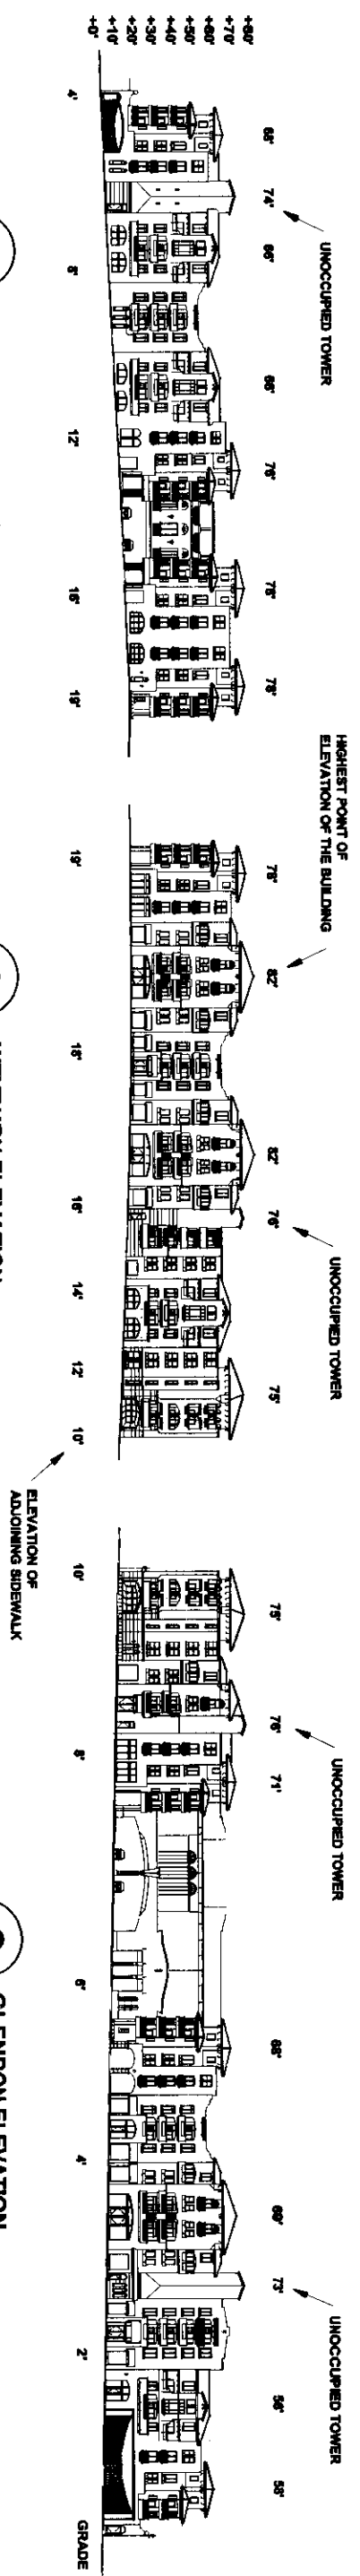 HIGHEST POINT OF
ELEVATION OF THE BUILDING
UNOCCUPIED TOWER
UNOCCUPIED TOWER
UNOCCUPIED TOWER
UNOCCUPIED TOWER
68' 74' 66' 66' 76' 76' 78' 78' 82' 82' 76' 75' 75' 76' 71' 68' 69' 73' 56' 58'
+80'
+70'
+60'
+50'
+40'
+30'
+20'
+10'
+0'
4' 8' 12' 16' 19' 19' 18' 16' 14' 12' 10' 10' 8' 6' 4' 2' GRADE
ELEVATION OF
ADJOINING SIDEWALK
GLENDON ELEVATION